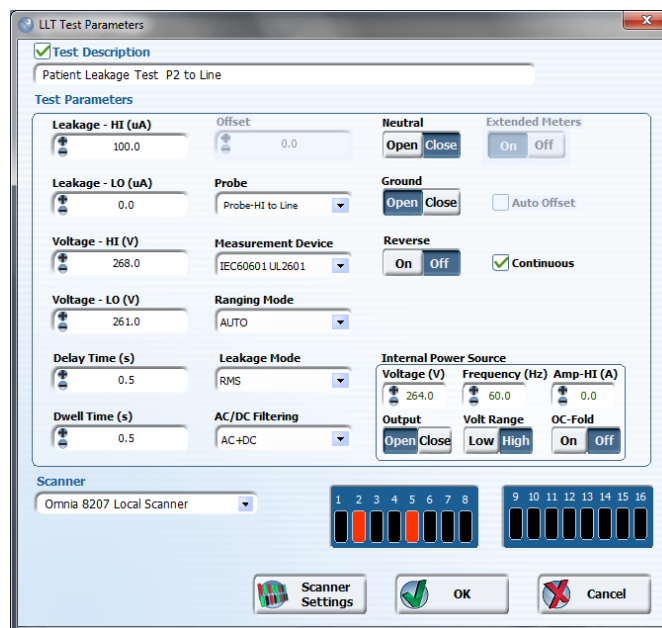 LLT Test Parameters
Test Description
Patient Leakage Test P2 to Line
Test Parameters
Leakage - HI (uA)
100.0
Offset
0.0
Neutral
Open Close
Extended Meters
On Off
Leakage - LO (uA)
0.0
Probe
Probe-HI to Line
Ground
Open Close
Auto Offset
Voltage - HI (V)
268.0
Measurement Device
IEC60601 UL2601
Reverse
On Off
Continuous
Voltage - LO (V)
261.0
Ranging Mode
AUTO
Delay Time (s)
0.5
Leakage Mode
RMS
Internal Power Source
Voltage (V) Frequency (Hz) Amp-HI (A)
264.0 60.0 0.0
Dwell Time (s)
0.5
AC/DC Filtering
AC+DC
Output Volt Range OC-Fold
Open Close Low High On Off
Scanner
Omnia 8207 Local Scanner
1 2 3 4 5 6 7 8
9 10 11 12 13 14 15 16
Scanner Settings
OK
Cancel